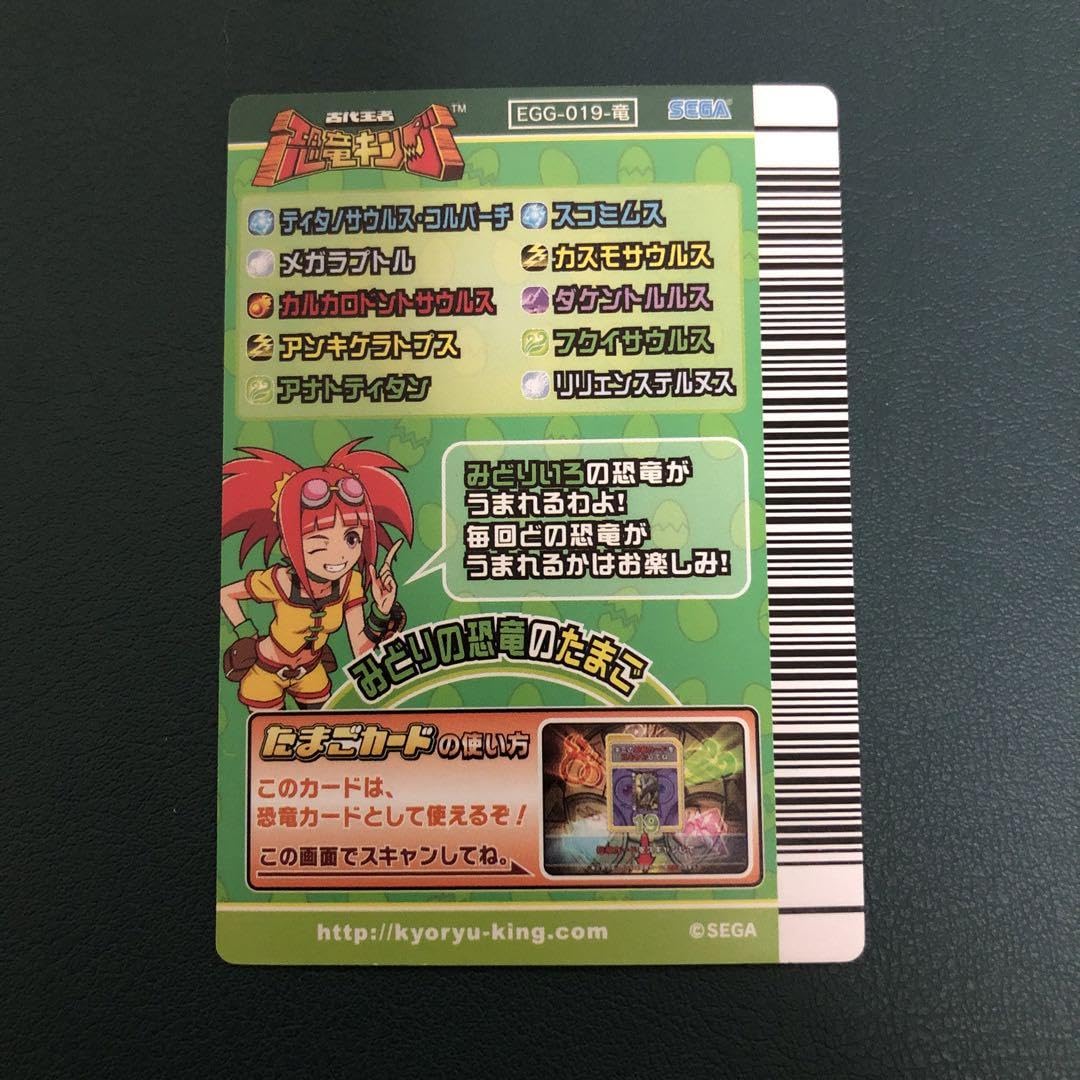 古代王者
恐竜キング™
EGG-019-竜
SEGA
ティタノサウルス・コルバーチ
スコミムス
メガラプトル
カスモサウルス
カルカロドントサウルス
ダケントルルス
アンキケラトプス
フクイサウルス
アナトティタン
リリエンステルヌス
みどりいろの恐竜が
うまれるわよ!
毎回どの恐竜が
うまれるかはお楽しみ!
みどりの恐竜のたまご
たまごカードの使い方
このカードは、
恐竜カードとして使えるぞ!
この画面でスキャンしてね。
19
http://kyoryu-king.com
©SEGA